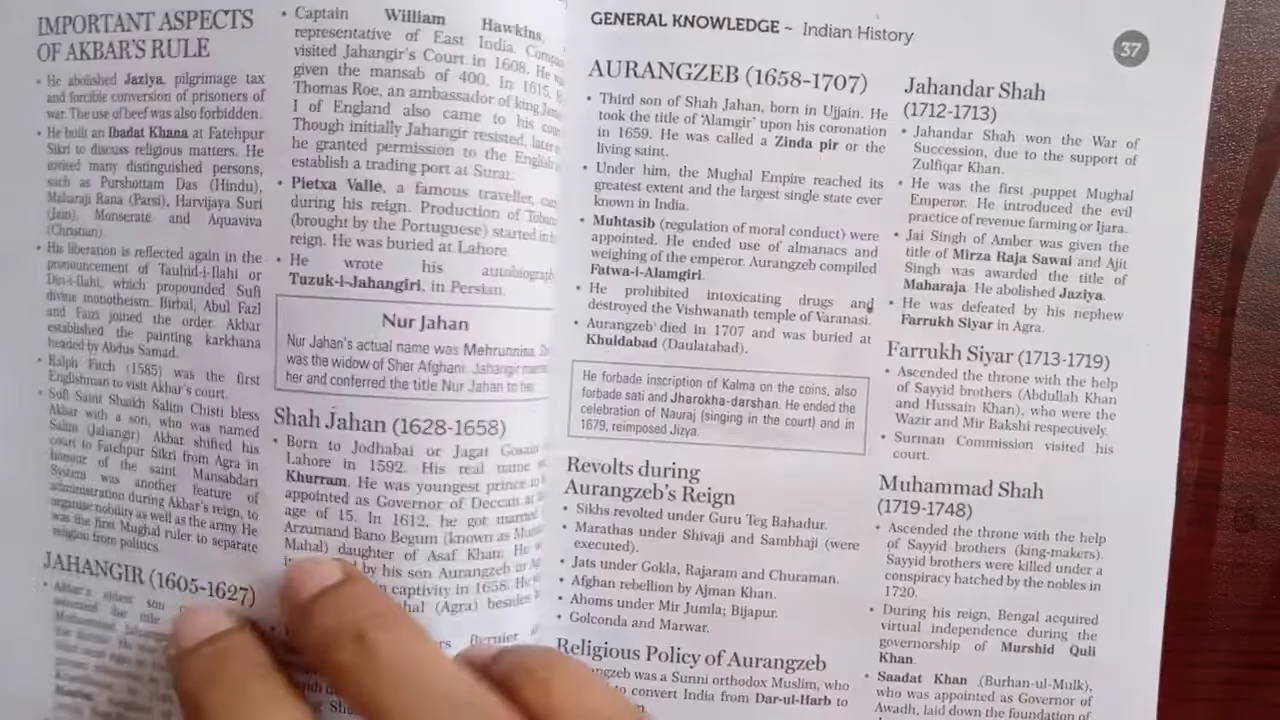 IMPORTANT ASPECTS
OF AKBAR'S RULE
• He abolished Jaziya, pilgrimage tax
and forcible conversion of prisoners of
war. The use of beef was also forbidden.
• He built an Ibadat Khana at Fatehpur
Sikri to discuss religious matters. He
invited many distinguished persons,
such as Purshottam Das (Hindu),
Maharaji Rana (Parsi), Harvijaya Suri
(Jain), Monserate and Aquaviva
(Christian).
• His liberation is reflected again in the
pronouncement of Tauhid-i-Ilahi or
Den-i-Ilahi, which propounded Sufi
divine monotheism. Birbal, Abul Fazl
and Faizi joined the order. Akbar
established the painting karkhana
headed by Abdus Samad.
• Ralph Fitch (1585) was the first
Englishman to visit Akbar's court.
• Sufi Saint Shaikh Salim Chisti bless
Akbar with a son, who was named
Salim (Jahangir) Akbar shifted his
court to Fatehpur Sikri from Agra in
honour of the saint. Mansabdari
System was another feature of
administration during Akbar's reign, to
organise nobility as well as the army He
was the first Mughal ruler to separate
religion from politics.
JAHANGIR (1605-1627)
• Akbar's eldest son
• Captain William Hawkins,
representative of East India
visited Jahangir's Court in 1608. He
given the mansab of 400. In 1615,
Thomas Roe, an ambassador of king
I of England also came to his
Though initially Jahangir resisted, later
he granted permission to the English
establish a trading port at Surat.
• Pietxa Valle, a famous traveller,
during his reign. Production of
(brought by the Portuguese) started in
reign. He was buried at Lahore.
• He wrote his
Tuzuk-i-Jahangiri, in Persian.
Nur Jahan
Nur Jahan's actual name was Mehrunnina.
was the widow of Sher Afghani. Jahangir
her and conferred the title Nur Jahan to her
Shah Jahan (1628-1658)
• Born to Jodhabai or Jagat Gosain
Lahore in 1592. His real name
Khurram. He was youngest prince to
appointed as Governor of Deccan at
age of 15. In 1612, he got married
Arzumand Bano Begum (known as
Mahal) daughter of Asaf Khan. He
by his son Aurangzeb in
captivity in 1658.
(Agra) besides
Bernier
GENERAL KNOWLEDGE ~ Indian History
37
AURANGZEB (1658-1707)
• Third son of Shah Jahan, born in Ujjain. He
took the title of 'Alamgir' upon his coronation
in 1659. He was called a Zinda pir or the
living saint.
• Under him, the Mughal Empire reached its
greatest extent and the largest single state ever
known in India.
• Muhtasib (regulation of moral conduct) were
appointed. He ended use of almanacs and
weighing of the emperor. Aurangzeb compiled
Fatwa-i-Alamgiri.
• He prohibited intoxicating drugs and
destroyed the Vishwanath temple of Varanasi.
• Aurangzeb died in 1707 and was buried at
Khuldabad (Daulatabad).
He forbade inscription of Kalma on the coins, also
forbade sati and Jharokha-darshan. He ended the
celebration of Nauraj (singing in the court) and in
1679, reimposed Jizya.
Revolts during
Aurangzeb's Reign
• Sikhs revolted under Guru Teg Bahadur.
• Marathas under Shivaji and Sambhaji (were
executed).
• Jats under Gokla, Rajaram and Churaman.
• Afghan rebellion by Ajman Khan.
• Ahoms under Mir Jumla; Bijapur.
• Golconda and Marwar.
Religious Policy of Aurangzeb
was a Sunni orthodox Muslim, who
to convert India from Dar-ul-Harb to
Jahandar Shah
(1712-1713)
• Jahandar Shah won the War of
Succession, due to the support of
Zulfiqar Khan.
• He was the first puppet Mughal
Emperor. He introduced the evil
practice of revenue farming or Ijara.
• Jai Singh of Amber was given the
title of Mirza Raja Sawai and Ajit
Singh was awarded the title of
Maharaja. He abolished Jaziya.
• He was defeated by his nephew
Farrukh Siyar in Agra.
Farrukh Siyar (1713-1719)
• Ascended the throne with the help
of Sayyid brothers (Abdullah Khan
and Hussain Khan), who were the
Wazir and Mir Bakshi respectively.
• Surman Commission visited his
court.
Muhammad Shah
(1719-1748)
• Ascended the throne with the help
of Sayyid brothers (king-makers).
Sayyid brothers were killed under a
conspiracy hatched by the nobles in
1720.
• During his reign, Bengal acquired
virtual independence during the
governorship of Murshid Quli
Khan.
• Saadat Khan (Burhan-ul-Mulk),
who was appointed as Governor of
Awadh, laid down the foundation of